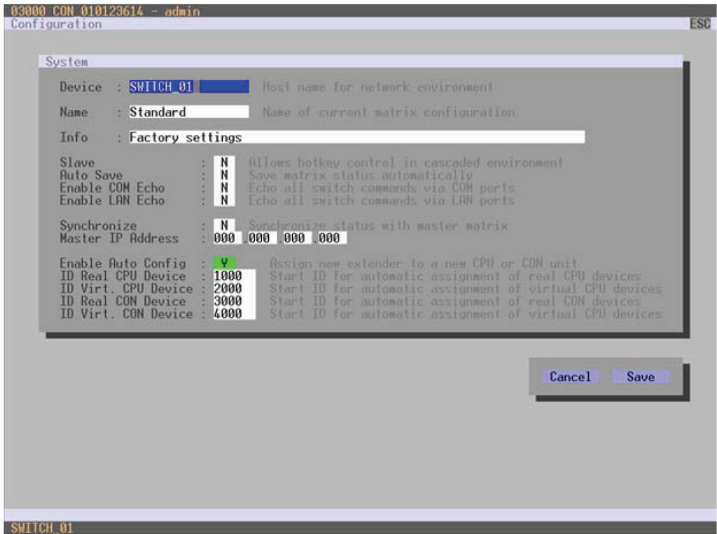 03000 CON_010123614 - admin
Configuration ESC
System
Device : SWITCH_01 Host name for network environment
Name : Standard Name of current matrix configuration
Info : Factory settings
Slave : N Allows hotkey control in cascaded environment
Auto Save : N Save matrix status automatically
Enable COM Echo : N Echo all switch commands via COM ports
Enable LAN Echo : N Echo all switch commands via LAN ports
Synchronize : N Synchronize status with master matrix
Master IP Address : 000 .000 .000 .000
Enable Auto Config : Y Assign new extender to a new CPU or CON unit
ID Real CPU Device : 1000 Start ID for automatic assignment of real CPU devices
ID Virt. CPU Device : 2000 Start ID for automatic assignment of virtual CPU devices
ID Real CON Device : 3000 Start ID for automatic assignment of real CON devices
ID Virt. CON Device : 4000 Start ID for automatic assignment of virtual CPU devices
Cancel Save
SWITCH_01